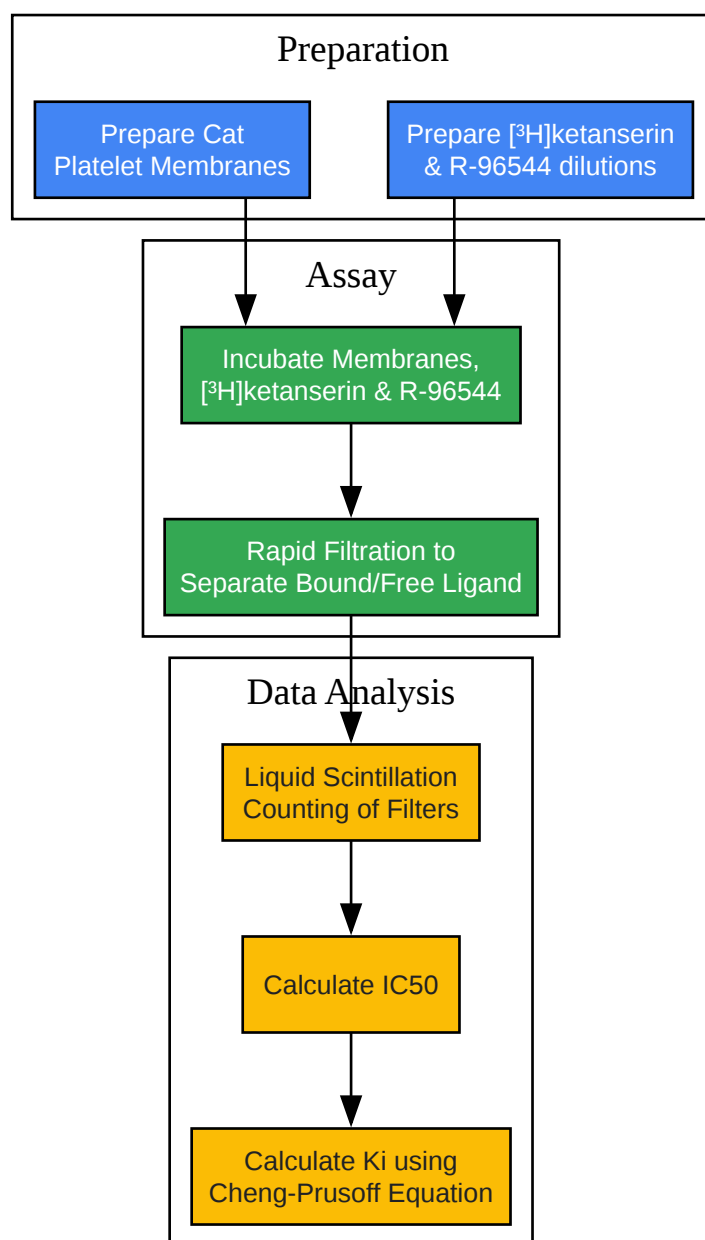 Preparation
Prepare Cat
Platelet Membranes
Prepare [³H]ketanserin
& R-96544 dilutions
Assay
Incubate Membranes,
[³H]ketanserin & R-96544
Rapid Filtration to
Separate Bound/Free Ligand
Data Analysis
Liquid Scintillation
Counting of Filters
Calculate IC50
Calculate Ki using
Cheng-Prusoff Equation